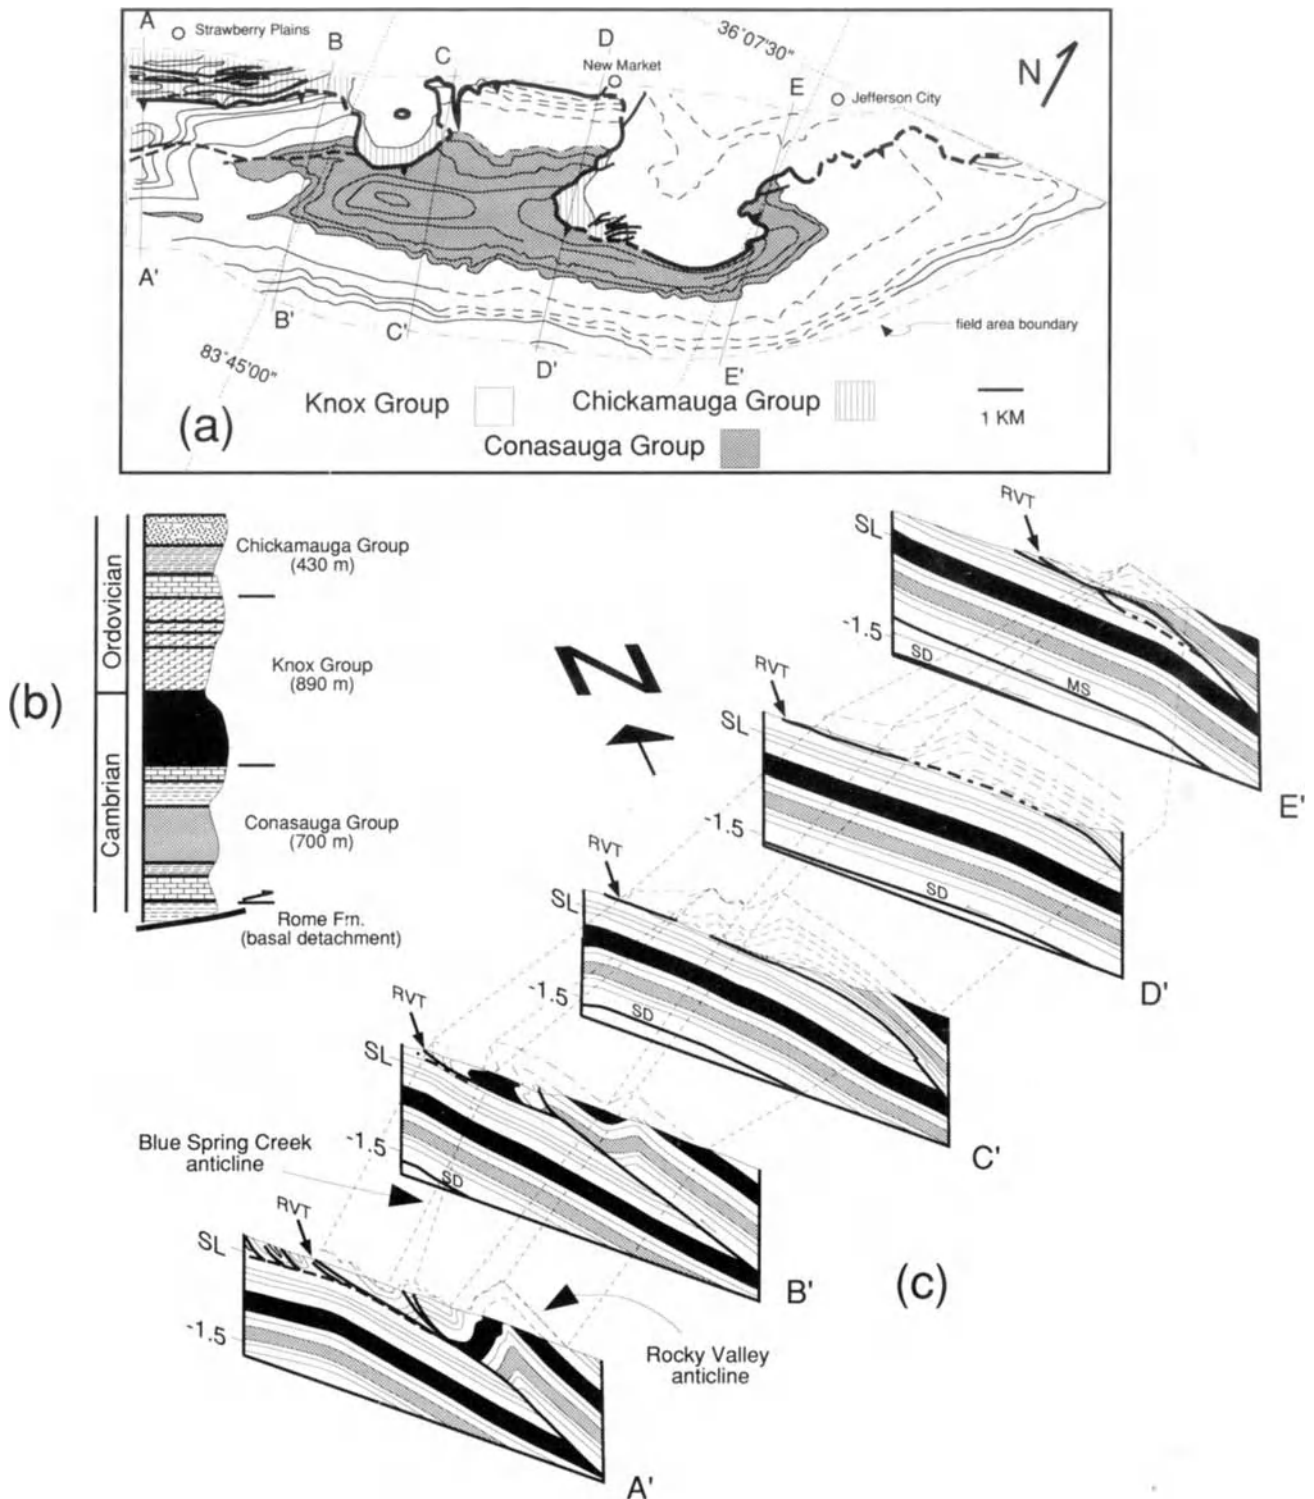 A
Strawberry Plains
B
C
D
New Market
36°07'30"
E
Jefferson City
N
A'
B'
C'
D'
E'
83°45'00"
field area boundary
(a)
Knox Group
Chickamauga Group
Conasauga Group
1 KM
(b)
Ordovician
Cambrian
Chickamauga Group
(430 m)
Knox Group
(890 m)
Conasauga Group
(700 m)
Rome Fm.
(basal detachment)
N
RVT
SL
-1.5
SD
MS
E'
RVT
SL
-1.5
SD
D'
RVT
SL
-1.5
SD
C'
RVT
SL
-1.5
SD
B'
Blue Spring Creek
anticline
RVT
SL
-1.5
A'
(c)
Rocky Valley
anticline